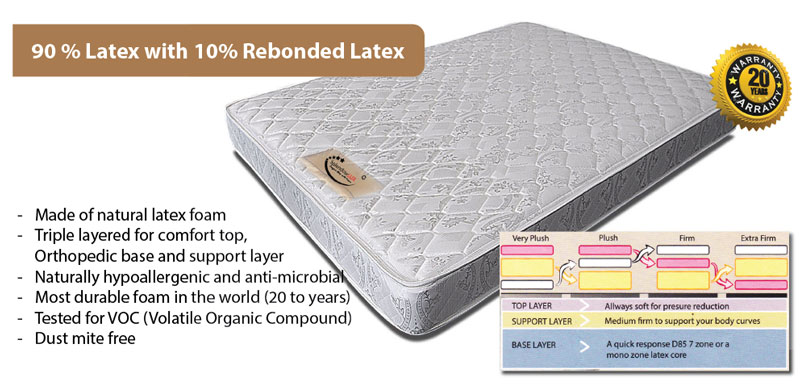 90 % Latex with 10% Rebonded Latex
WARRANTY
20
YEARS
WARRANTY
- Made of natural latex foam
- Triple layered for comfort top,
Orthopedic base and support layer
- Naturally hypoallergenic and anti-microbial
- Most durable foam in the world (20 to years)
- Tested for VOC (Volatile Organic Compound)
- Dust mite free
Very Plush Plush Firm Extra Firm
TOP LAYER > Allways soft for presure reduction
SUPPORT LAYER > Medium firm to support your body curves
BASE LAYER > A quick response D85 7 zone or a
mono zone latex core